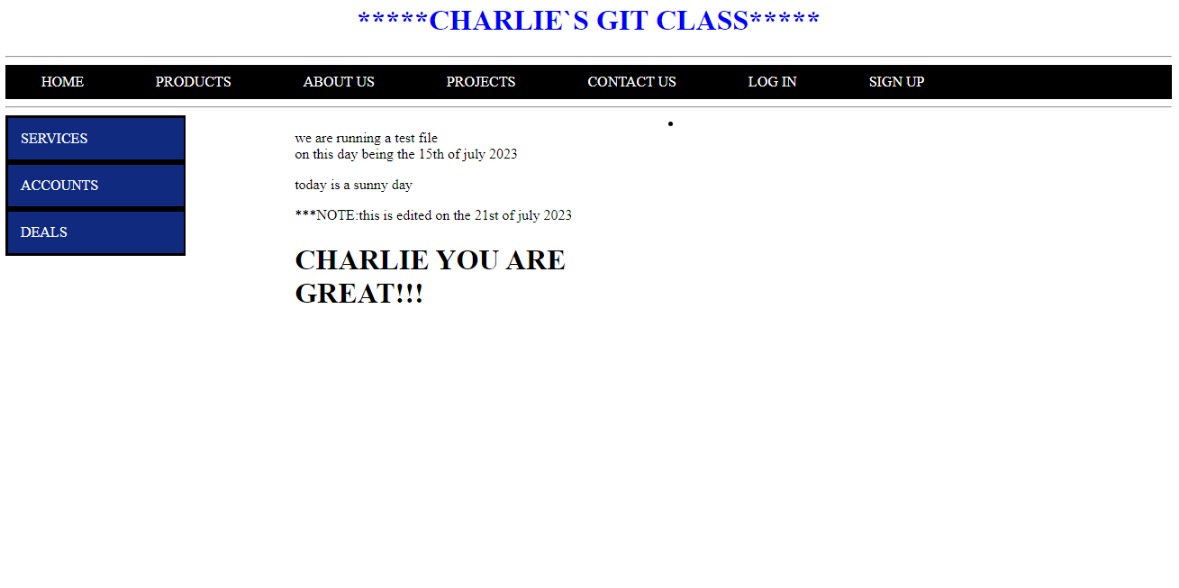 *****CHARLIE`S GIT CLASS*****
HOME PRODUCTS ABOUT US PROJECTS CONTACT US LOG IN SIGN UP
SERVICES
ACCOUNTS
DEALS
we are running a test file
on this day being the 15th of july 2023
today is a sunny day
***NOTE:this is edited on the 21st of july 2023
CHARLIE YOU ARE
GREAT!!!